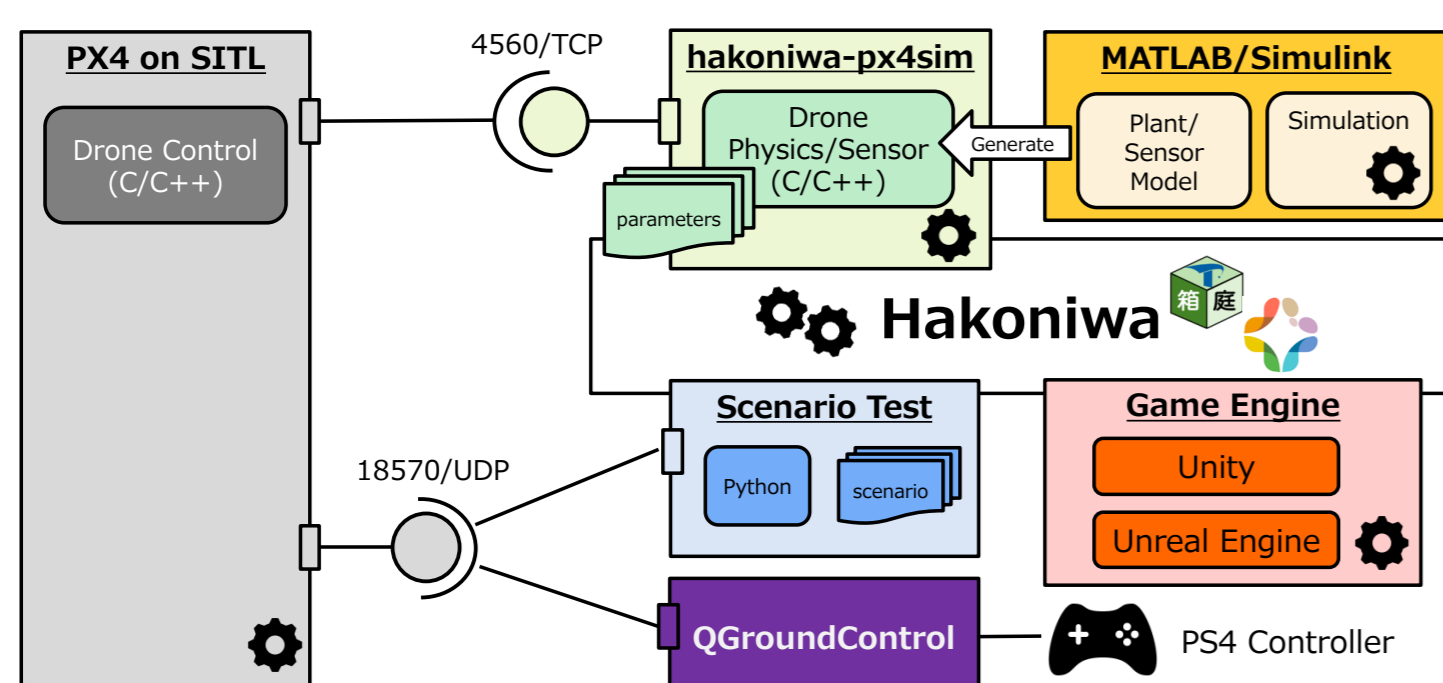 PX4 on SITL
Drone Control
(C/C++)
4560/TCP
hakoniwa-px4sim
Drone
Physics/Sensor
(C/C++)
parameters
Generate
MATLAB/Simulink
Plant/
Sensor
Model
Simulation
Hakoniwa
箱 庭
18570/UDP
Scenario Test
Python
scenario
Game Engine
Unity
Unreal Engine
QGroundControl
PS4 Controller